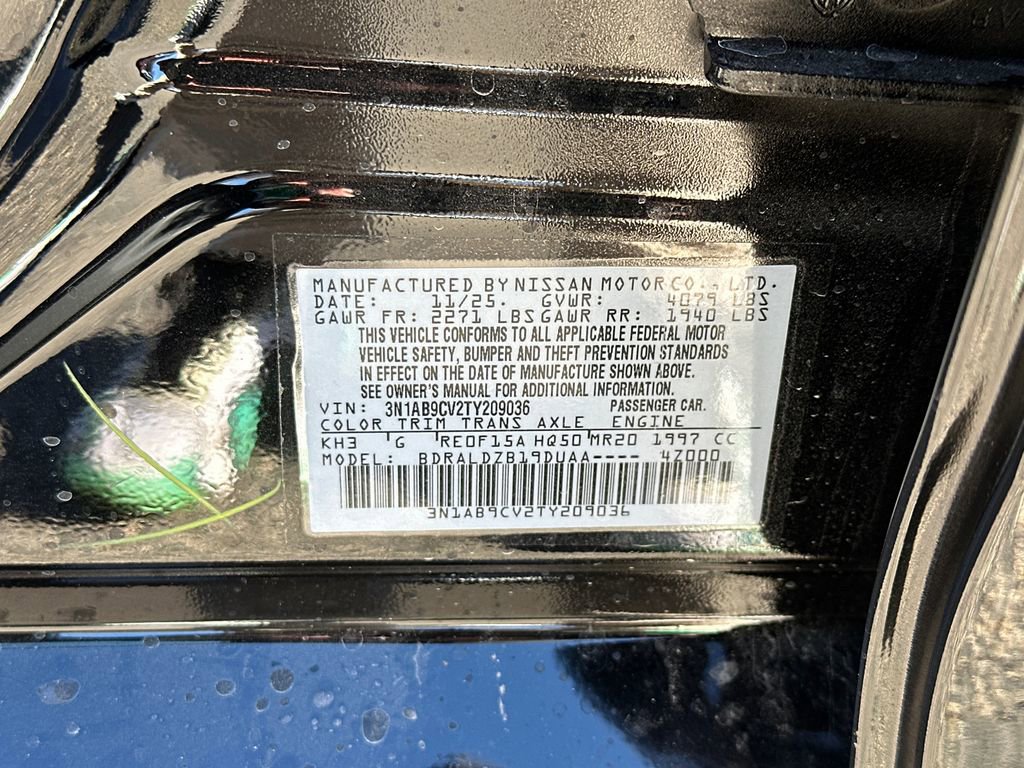 MANUFACTURED BY NISSAN MOTOR CO., LTD.
DATE: 11/25. GVWR: 4079 LBS
GAWR FR: 2271 LBS GAWR RR: 1940 LBS
THIS VEHICLE CONFORMS TO ALL APPLICABLE FEDERAL MOTOR
VEHICLE SAFETY, BUMPER AND THEFT PREVENTION STANDARDS
IN EFFECT ON THE DATE OF MANUFACTURE SHOWN ABOVE.
SEE OWNER'S MANUAL FOR ADDITIONAL INFORMATION.
VIN: 3N1AB9CV2TY209036 PASSENGER CAR.
COLOR TRIM TRANS AXLE ENGINE
KH3 G RE0F15A HQ50 MR20 1997 CC
MODEL: BDRALDZB19DUAA---- 4Z000
3N1AB9CV2TY209036